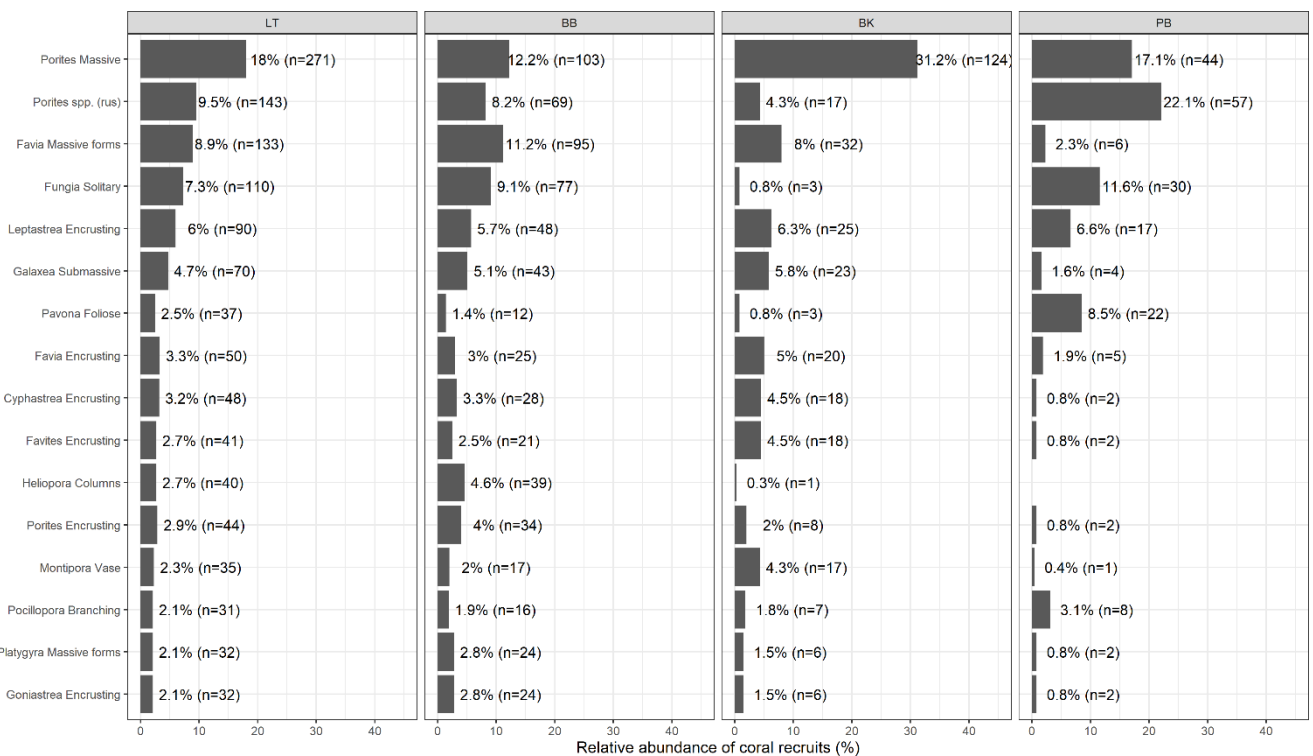 LT BB BK PB
Porites Massive 18% (n=271) 12.2% (n=103) 31.2% (n=124) 17.1% (n=44)
Porites spp. (rus) 9.5% (n=143) 8.2% (n=69) 4.3% (n=17) 22.1% (n=57)
Favia Massive forms 8.9% (n=133) 11.2% (n=95) 8% (n=32) 2.3% (n=6)
Fungia Solitary 7.3% (n=110) 9.1% (n=77) 0.8% (n=3) 11.6% (n=30)
Leptastrea Encrusting 6% (n=90) 5.7% (n=48) 6.3% (n=25) 6.6% (n=17)
Galaxea Submassive 4.7% (n=70) 5.1% (n=43) 5.8% (n=23) 1.6% (n=4)
Pavona Foliose 2.5% (n=37) 1.4% (n=12) 0.8% (n=3) 8.5% (n=22)
Favia Encrusting 3.3% (n=50) 3% (n=25) 5% (n=20) 1.9% (n=5)
Cyphastrea Encrusting 3.2% (n=48) 3.3% (n=28) 4.5% (n=18) 0.8% (n=2)
Favites Encrusting 2.7% (n=41) 2.5% (n=21) 4.5% (n=18) 0.8% (n=2)
Heliopora Columns 2.7% (n=40) 4.6% (n=39) 0.3% (n=1)
Porites Encrusting 2.9% (n=44) 4% (n=34) 2% (n=8) 0.8% (n=2)
Montipora Vase 2.3% (n=35) 2% (n=17) 4.3% (n=17) 0.4% (n=1)
Pocillopora Branching 2.1% (n=31) 1.9% (n=16) 1.8% (n=7) 3.1% (n=8)
Platygyra Massive forms 2.1% (n=32) 2.8% (n=24) 1.5% (n=6) 0.8% (n=2)
Goniastrea Encrusting 2.1% (n=32) 2.8% (n=24) 1.5% (n=6) 0.8% (n=2)
0 10 20 30 40 0 10 20 30 40 0 10 20 30 40 0 10 20 30 40
Relative abundance of coral recruits (%)